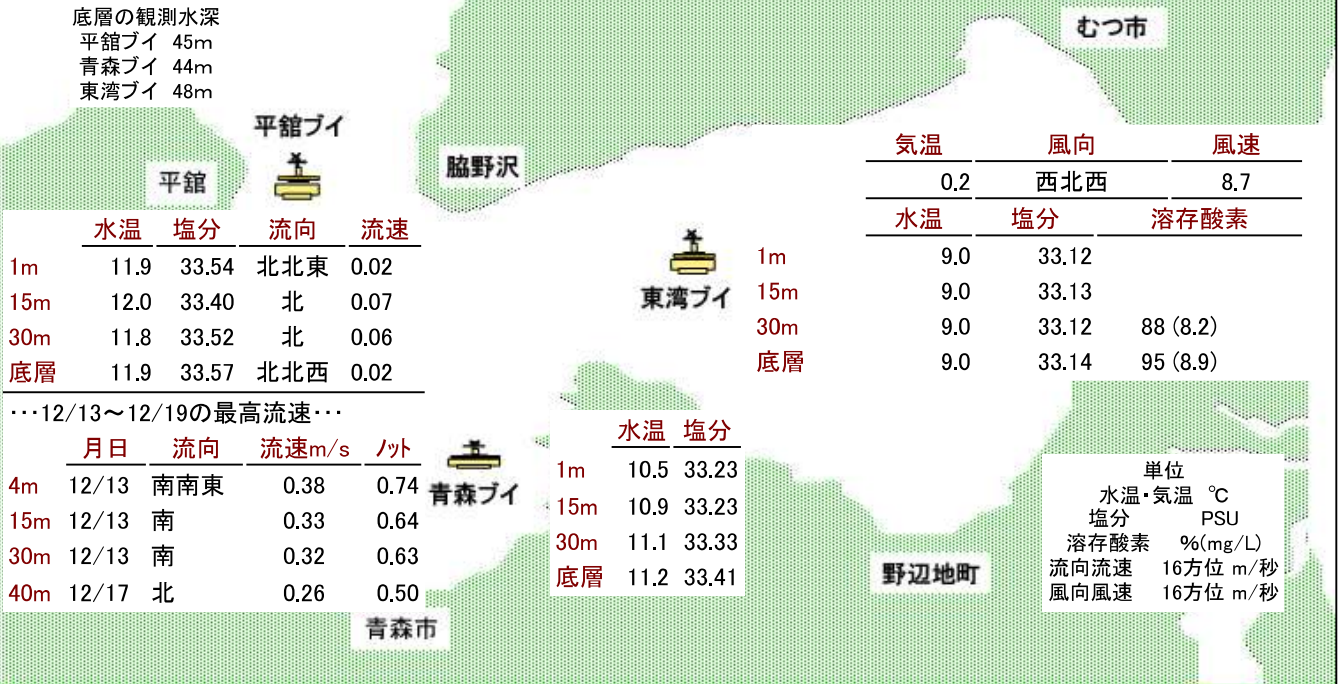 底層の観測水深
平舘ブイ 45m
青森ブイ 44m
東湾ブイ 48m
むつ市
平舘ブイ
平舘
脇野沢
水温 塩分 流向 流速
1m 11.9 33.54 北北東 0.02
15m 12.0 33.40 北 0.07
30m 11.8 33.52 北 0.06
底層 11.9 33.57 北北西 0.02
…12/13～12/19の最高流速…
月日 流向 流速m/s ノット
4m 12/13 南南東 0.38 0.74
15m 12/13 南 0.33 0.64
30m 12/13 南 0.32 0.63
40m 12/17 北 0.26 0.50
気温 風向 風速
0.2 西北西 8.7
水温 塩分 溶存酸素
1m 9.0 33.12
15m 9.0 33.13
30m 9.0 33.12 88 (8.2)
底層 9.0 33.14 95 (8.9)
東湾ブイ
青森ブイ
水温 塩分
1m 10.5 33.23
15m 10.9 33.23
30m 11.1 33.33
底層 11.2 33.41
青森市
野辺地町
単位
水温・気温 ℃
塩分 PSU
溶存酸素 %(mg/L)
流向流速 16方位 m/秒
風向風速 16方位 m/秒